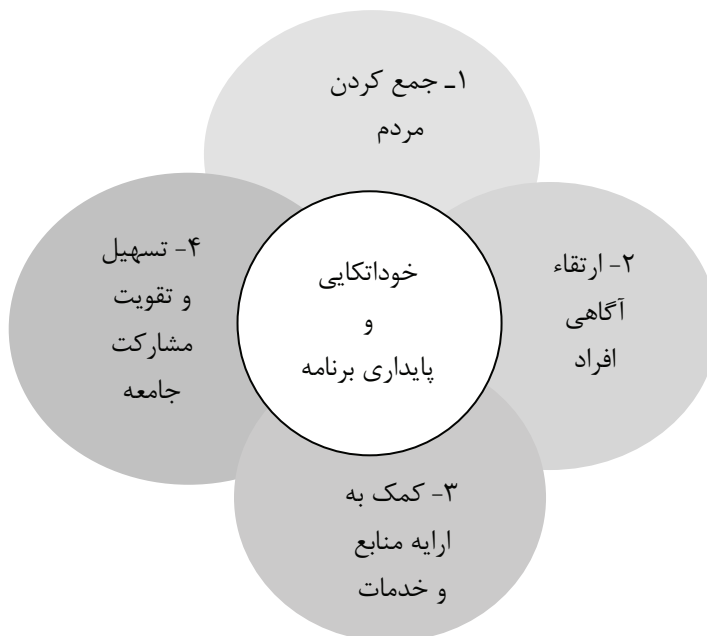 ۱ـ جمع کردن
مردم
۲- ارتقاء
آگاهی
افراد
۳- کمک به
ارایه منابع
و خدمات
۴- تسهیل
و تقویت
مشارکت
جامعه
خوداتکایی
و
پایداری برنامه